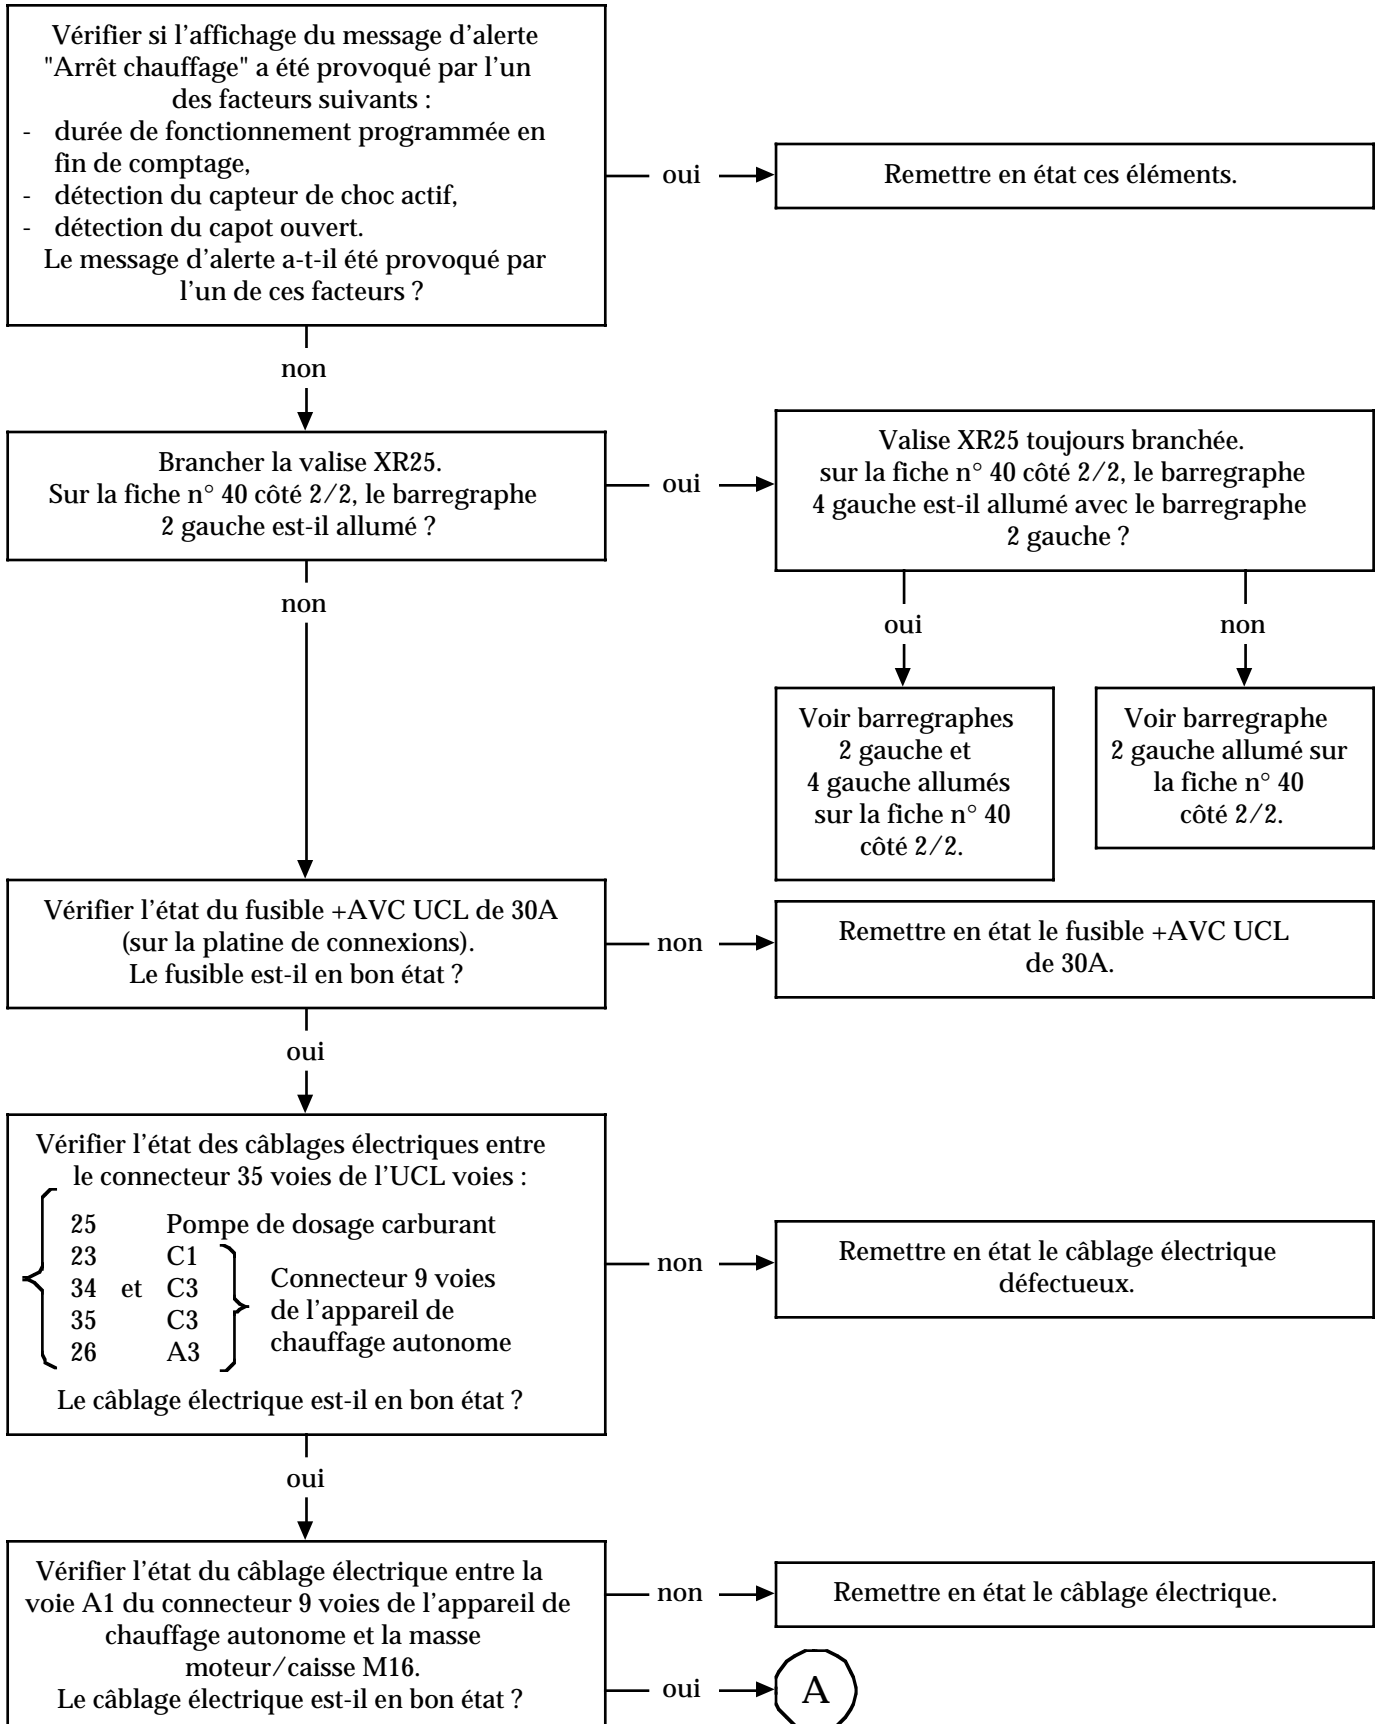 Vérifier si l'affichage du message d'alerte
"Arrêt chauffage" a été provoqué par l'un
des facteurs suivants :
- durée de fonctionnement programmée en
fin de comptage,
- détection du capteur de choc actif,
- détection du capot ouvert.
Le message d'alerte a-t-il été provoqué par
l'un de ces facteurs ?
oui
Remettre en état ces éléments.
non
Brancher la valise XR25.
Sur la fiche n° 40 côté 2/2, le barregraphe
2 gauche est-il allumé ?
oui
Valise XR25 toujours branchée.
sur la fiche n° 40 côté 2/2, le barregraphe
4 gauche est-il allumé avec le barregraphe
2 gauche ?
non
oui
non
Voir barregraphes
2 gauche et
4 gauche allumés
sur la fiche n° 40
côté 2/2.
Voir barregraphe
2 gauche allumé sur
la fiche n° 40
côté 2/2.
Vérifier l'état du fusible +AVC UCL de 30A
(sur la platine de connexions).
Le fusible est-il en bon état ?
non
Remettre en état le fusible +AVC UCL
de 30A.
oui
Vérifier l'état des câblages électriques entre
le connecteur 35 voies de l'UCL voies :
25 Pompe de dosage carburant
23 C1
34 et C3
35 C3
26 A3
Connecteur 9 voies
de l'appareil de
chauffage autonome
Le câblage électrique est-il en bon état ?
non
Remettre en état le câblage électrique
défectueux.
oui
Vérifier l'état du câblage électrique entre la
voie A1 du connecteur 9 voies de l'appareil de
chauffage autonome et la masse
moteur/caisse M16.
Le câblage électrique est-il en bon état ?
non
Remettre en état le câblage électrique.
oui
A